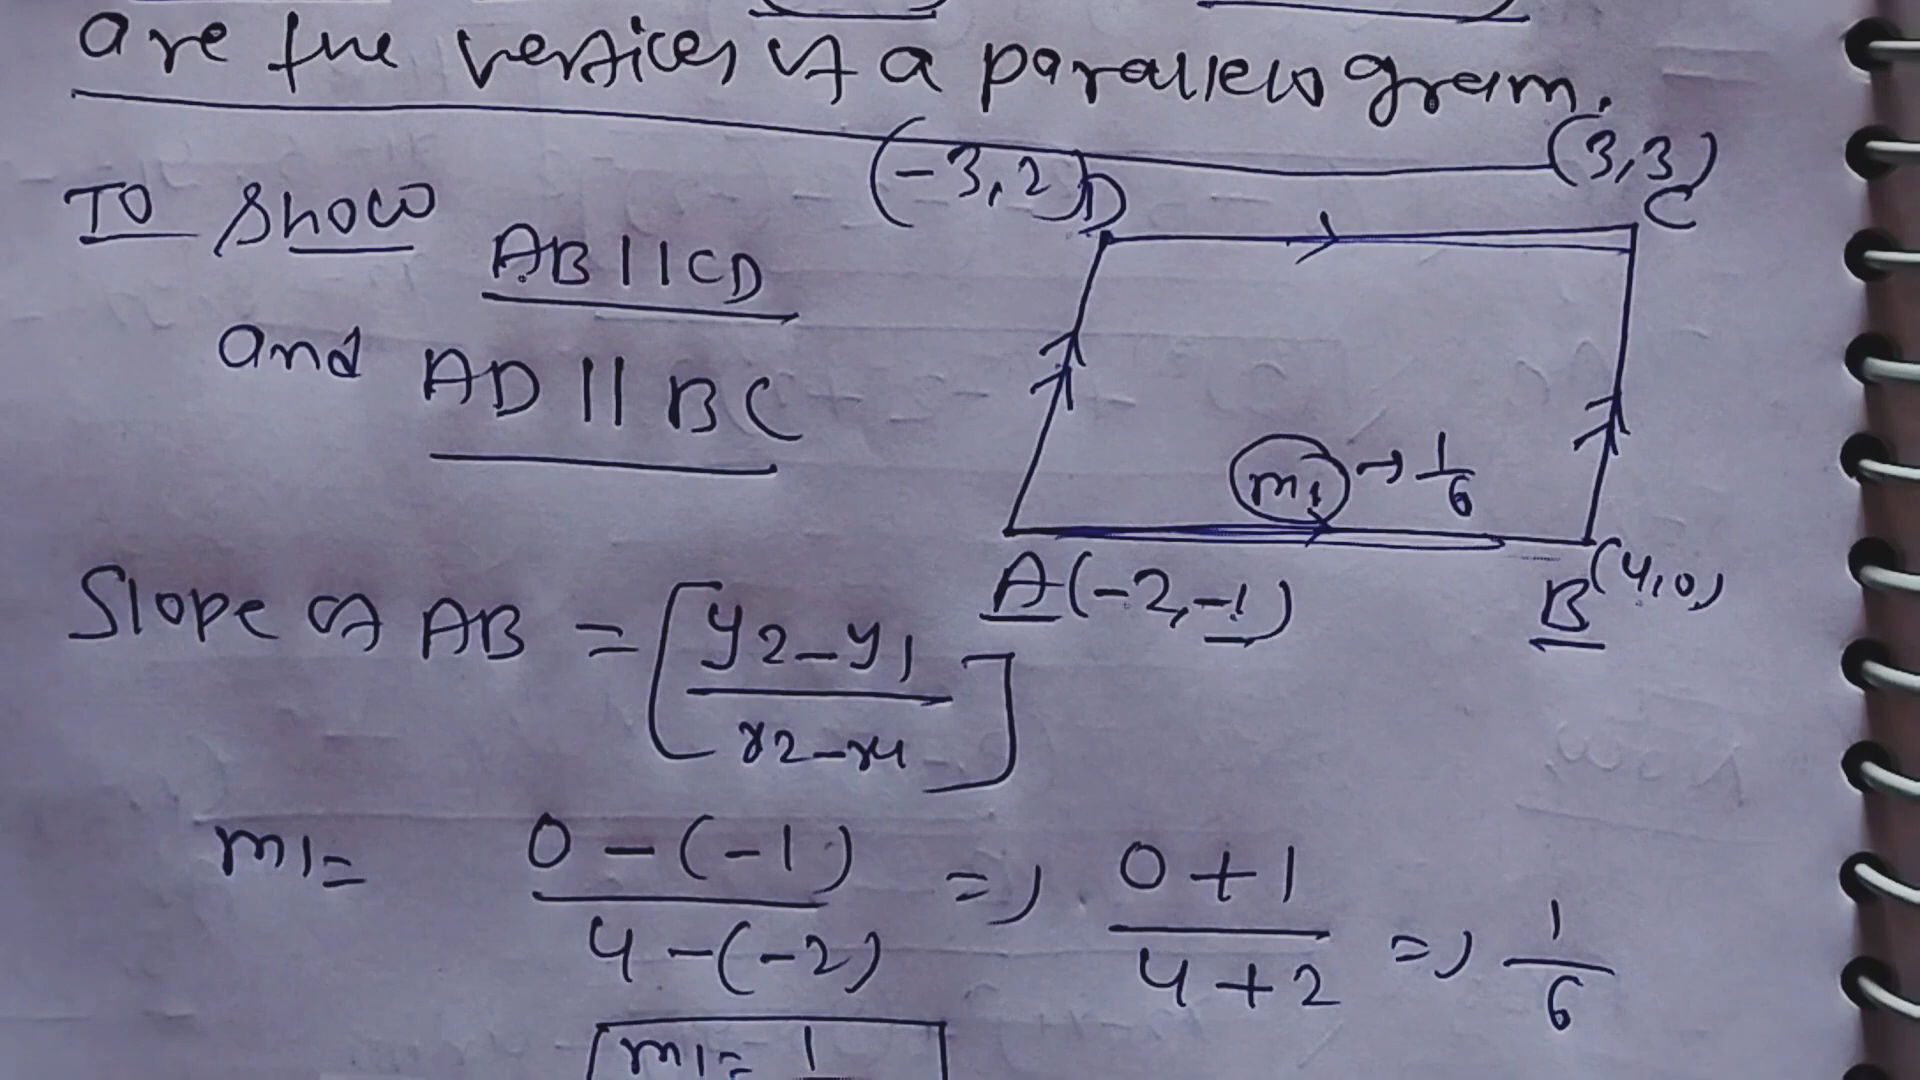 are the vertices of a parallelogram.
(-3,2) D
(3,3) C
To show AB || CD
and AD || BC
m1 → 1/6
A(-2,-1)
B(4,0)
Slope of AB = [y2-y1 / x2-x1]
m1= 0-(-1) / 4-(-2) => 0+1 / 4+2 => 1/6
m1= 1